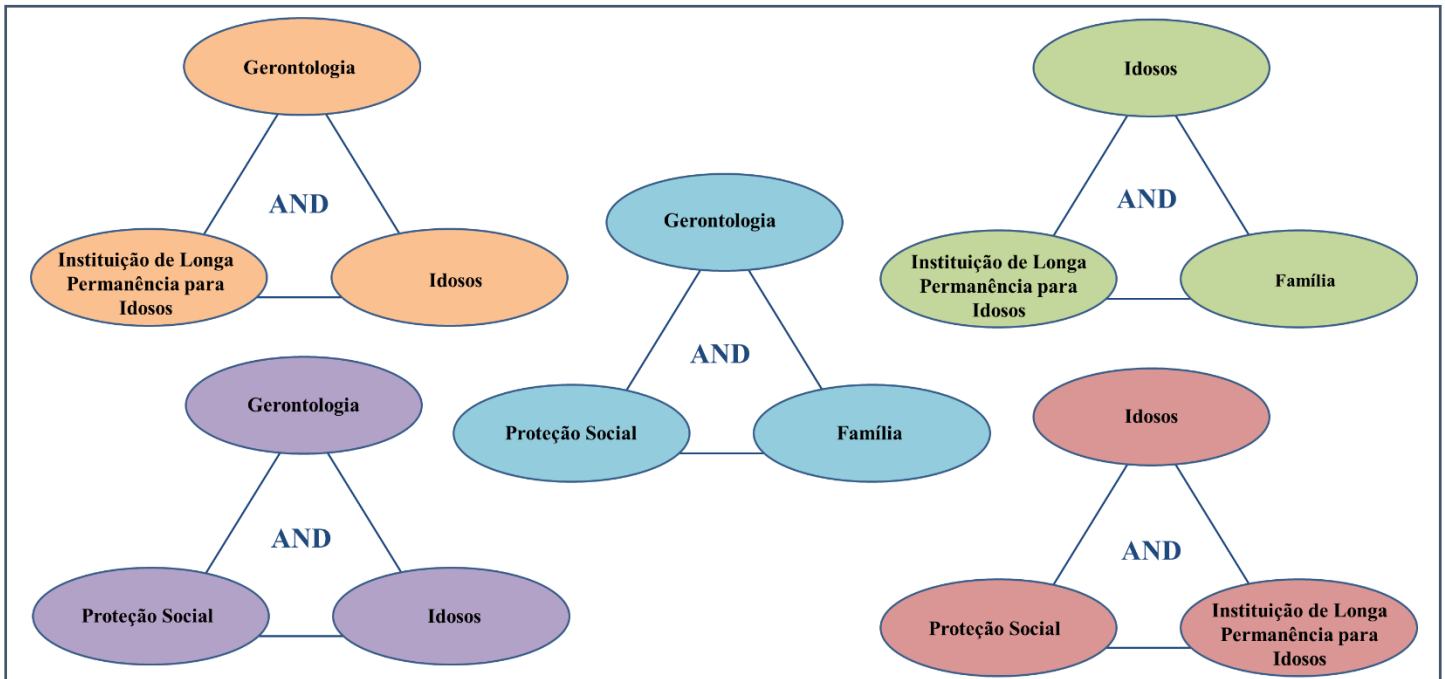 Gerontologia
AND
Instituição de Longa
Permanência para
Idosos
Idosos
Idosos
AND
Instituição de Longa
Permanência para
Idosos
Família
Gerontologia
AND
Proteção Social
Família
Gerontologia
AND
Proteção Social
Idosos
Idosos
AND
Proteção Social
Instituição de Longa
Permanência para
Idosos